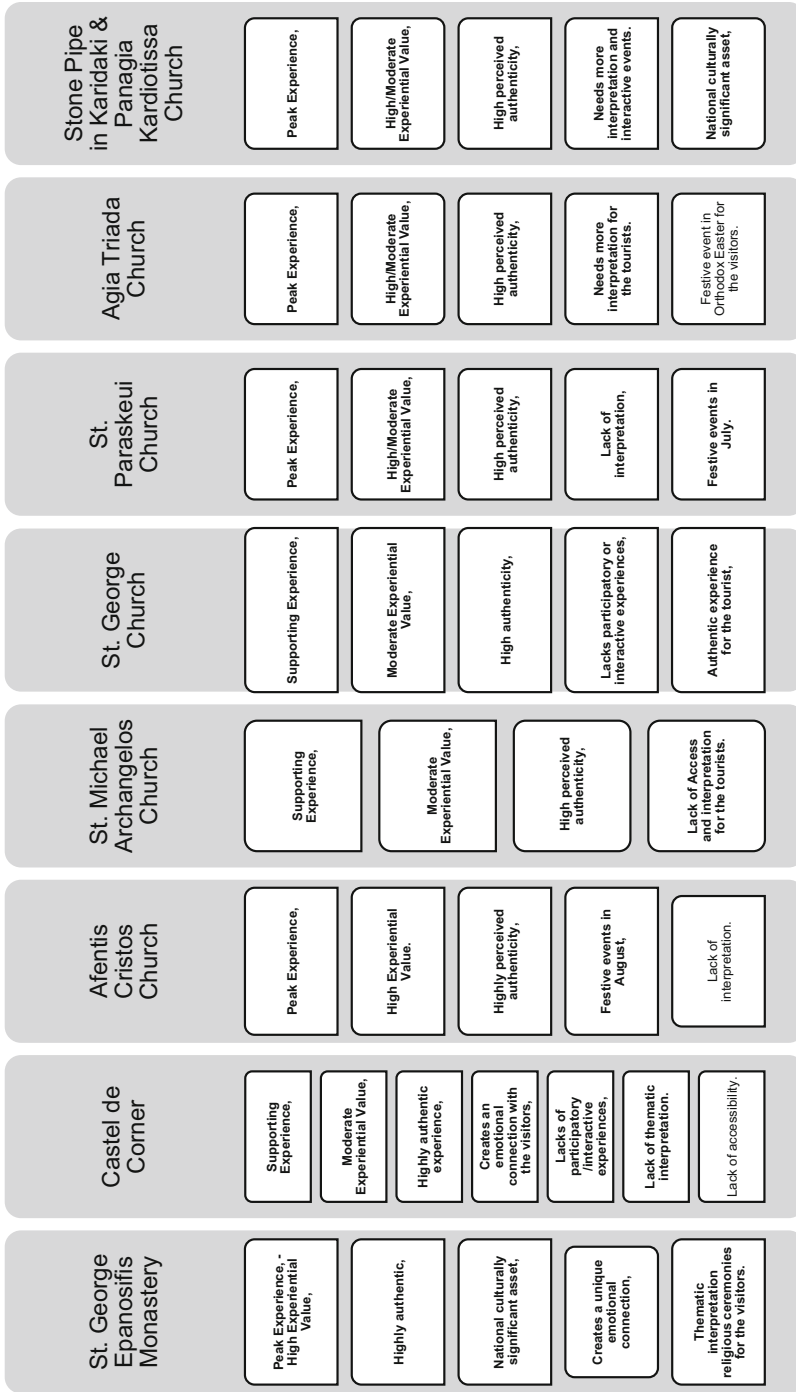 St. George
Epanosifis
Monastery
Peak Experience, -
High Experiential
Value,
Highly authentic,
National culturally
significant asset,
Creates a unique
emotional
connection,
Thematic
interpretation
religious ceremonies
for the visitors.
Castel de
Corner
Supporting
Experience,
Moderate
Experiential Value,
Highly authentic
experience,
Creates an
emotional
connection with
the visitors,
Lacks of
participatory
/interactive
experiences,
Lack of thematic
interpretation.
Lack of accessibility.
Afentis
Cristos
Church
Peak Experience,
High Experiential
Value.
Highly perceived
authenticity,
Festive events in
August,
Lack of
interpretation.
St. Michael
Archangelos
Church
Supporting
Experience,
Moderate
Experiential Value,
High perceived
authenticity,
Lack of Access
and interpretation
for the tourists.
St. George
Church
Supporting Experience,
Moderate Experiential
Value,
High authenticity,
Lacks participatory or
interactive experiences,
Authentic experience
for the tourist,
St.
Paraskeui
Church
Peak Experience,
High/Moderate
Experiential Value,
High perceived
authenticity,
Lack of
interpretation,
Festive events in
July.
Agia Triada
Church
Peak Experience,
High/Moderate
Experiential Value,
High perceived
authenticity,
Needs more
interpretation for
the tourists.
Festive event in
Orthodox Easter for
the visitors.
Stone Pipe
in Karidaki &
Panagia
Kardiotissa
Church
Peak Experience,
High/Moderate
Experiential Value,
High perceived
authenticity,
Needs more
interpretation and
interactive events.
National culturally
significant asset,